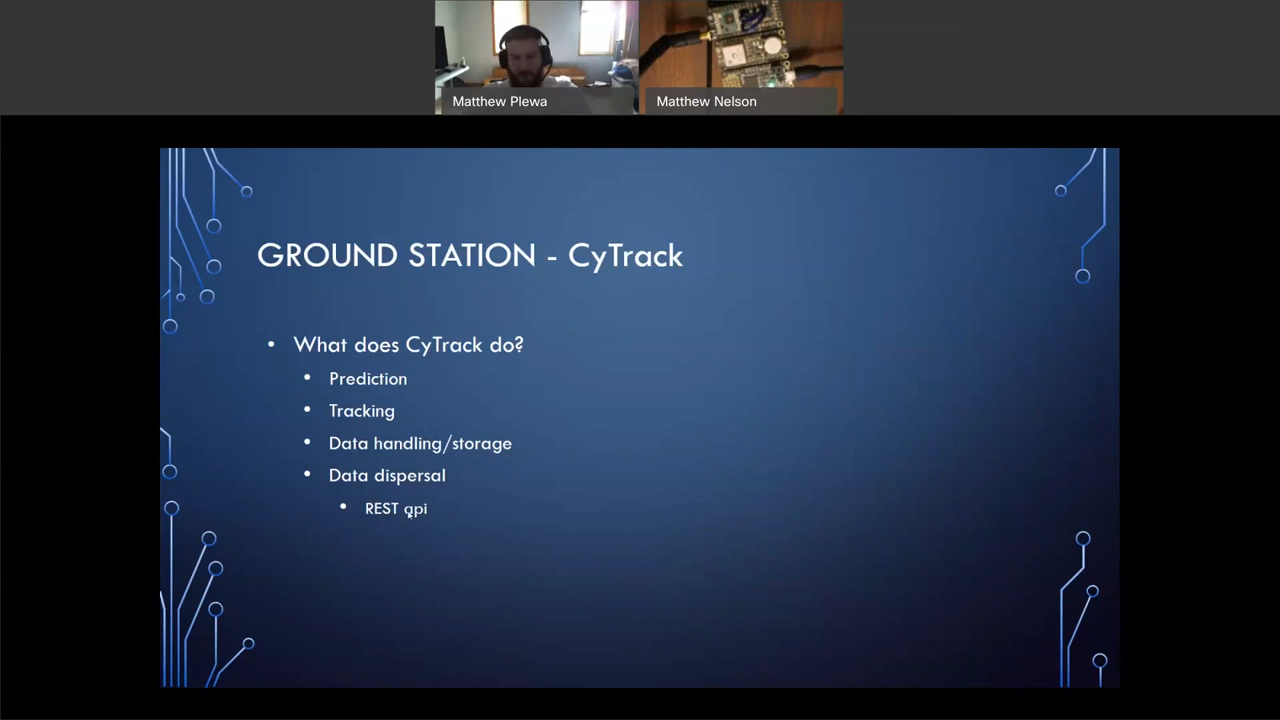 Matthew Plewa
Matthew Nelson
GROUND STATION - CyTrack
• What does CyTrack do?
• Prediction
• Tracking
• Data handling/storage
• Data dispersal
• REST api